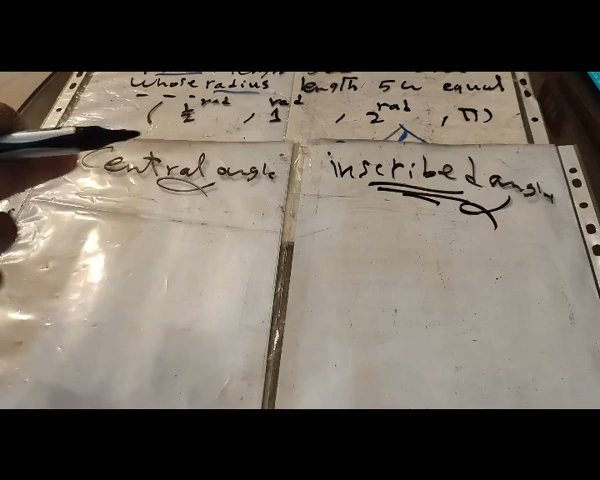 whose radius length 5 cm equal
( 1/2 rad , 1 rad , 2 rad , π)
Central angle
inscribed angle